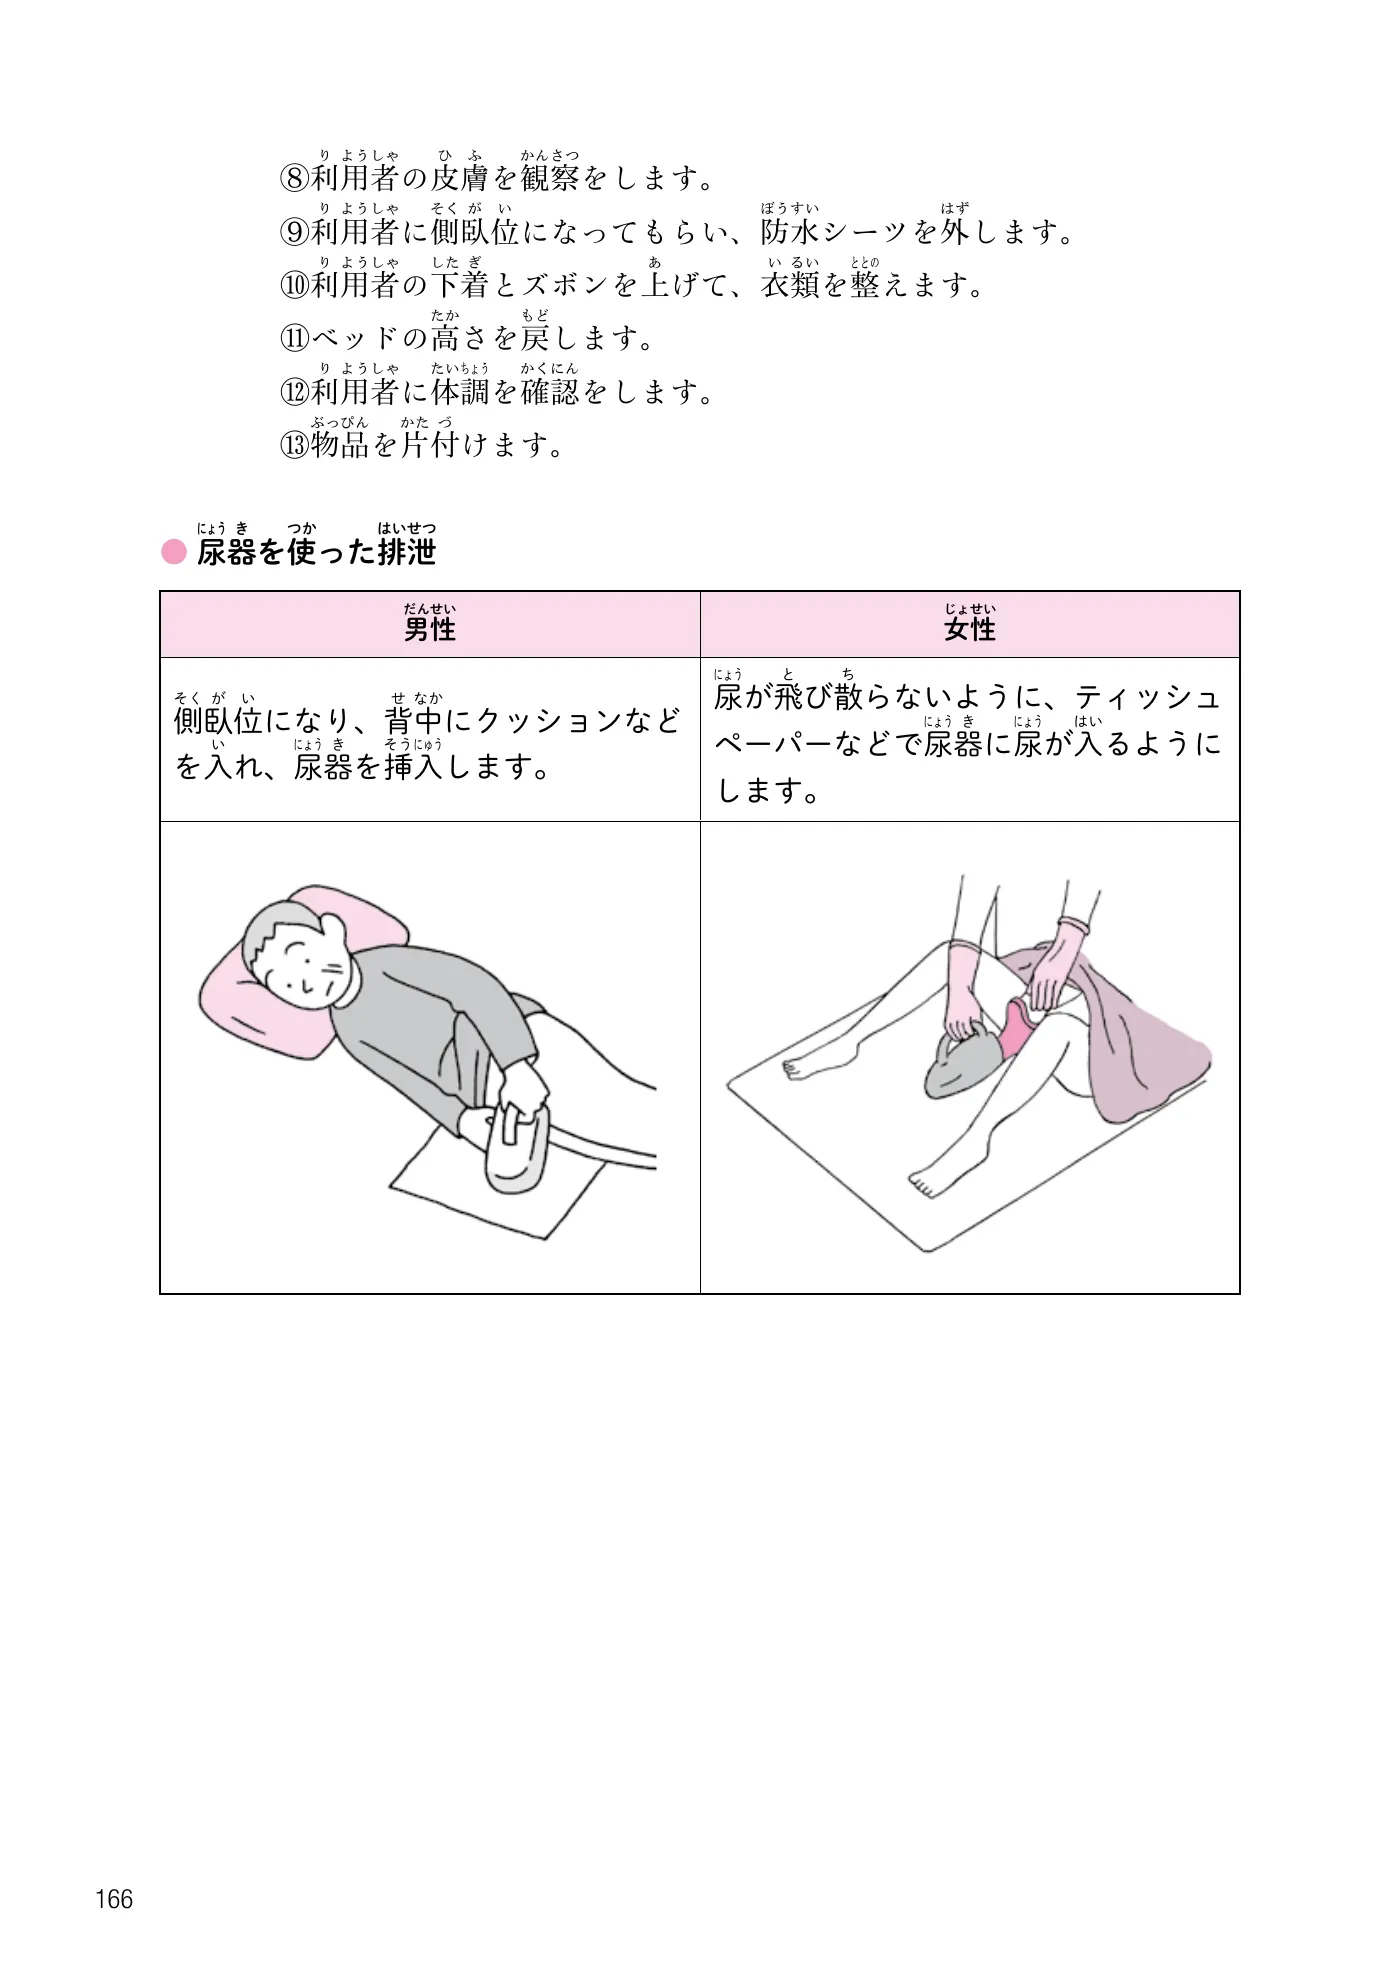 ⑧利用者の皮膚を観察をします。
⑨利用者に側臥位になってもらい、防水シーツを外します。
⑩利用者の下着とズボンを上げて、衣類を整えます。
⑪ベッドの高さを戻します。
⑫利用者に体調を確認をします。
⑬物品を片付けます。
● 尿器を使った排泄
男性
女性
側臥位になり、背中にクッションなど
を入れ、尿器を挿入します。
尿が飛び散らないように、ティッシュ
ペーパーなどで尿器に尿が入るように
します。
166